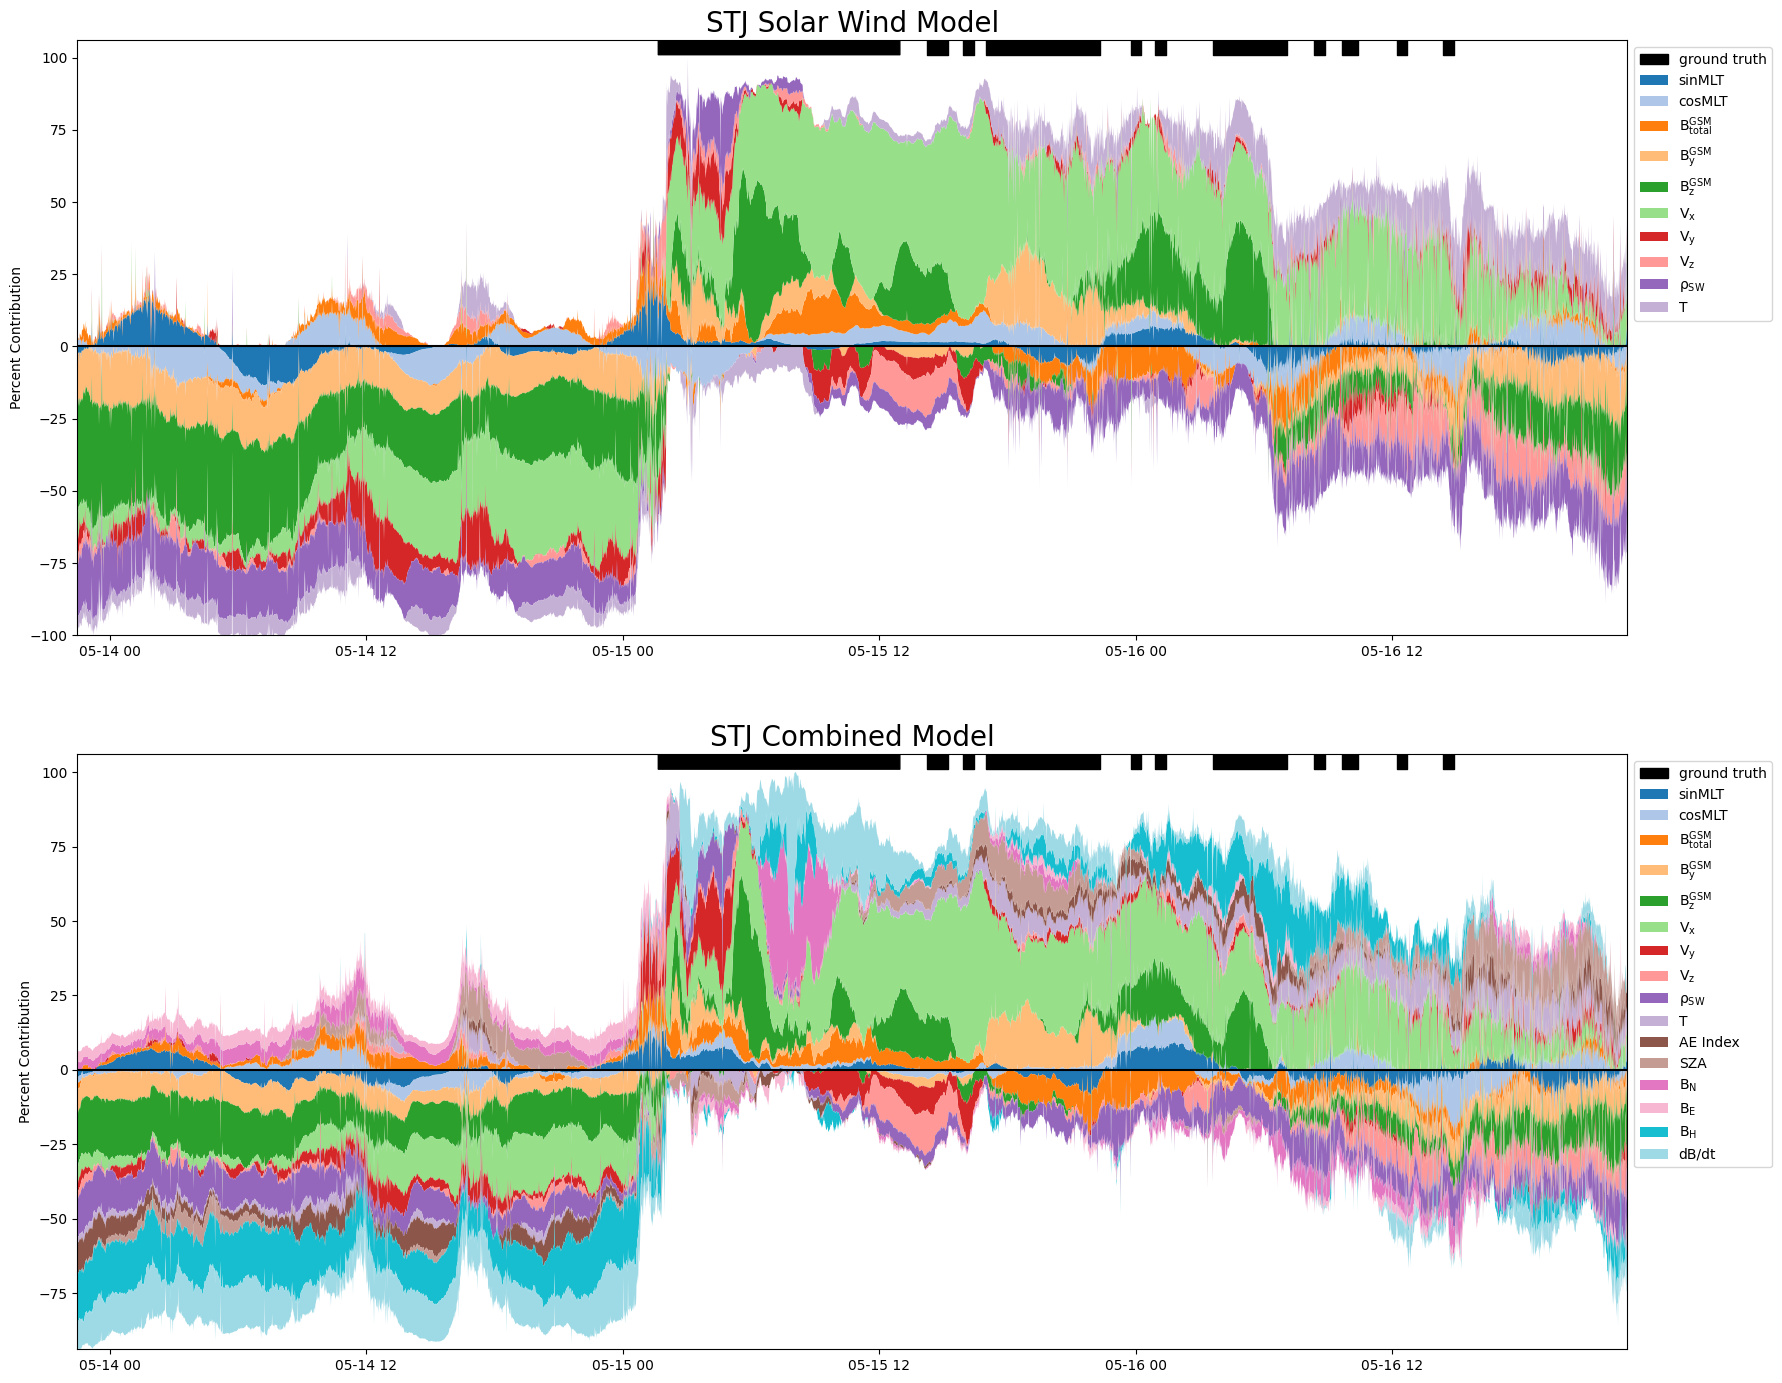 STJ Solar Wind Model
100
75
50
25
0
−25
−50
−75
−100
Percent Contribution
05-14 00
05-14 12
05-15 00
05-15 12
05-16 00
05-16 12
ground truth
sinMLT
cosMLT
B_total^GSM
B_y^GSM
B_z^GSM
V_x
V_y
V_z
ρ_SW
T
STJ Combined Model
100
75
50
25
0
−25
−50
−75
Percent Contribution
05-14 00
05-14 12
05-15 00
05-15 12
05-16 00
05-16 12
ground truth
sinMLT
cosMLT
B_total^GSM
B_y^GSM
B_z^GSM
V_x
V_y
V_z
ρ_SW
T
AE Index
SZA
B_N
B_E
B_H
dB/dt